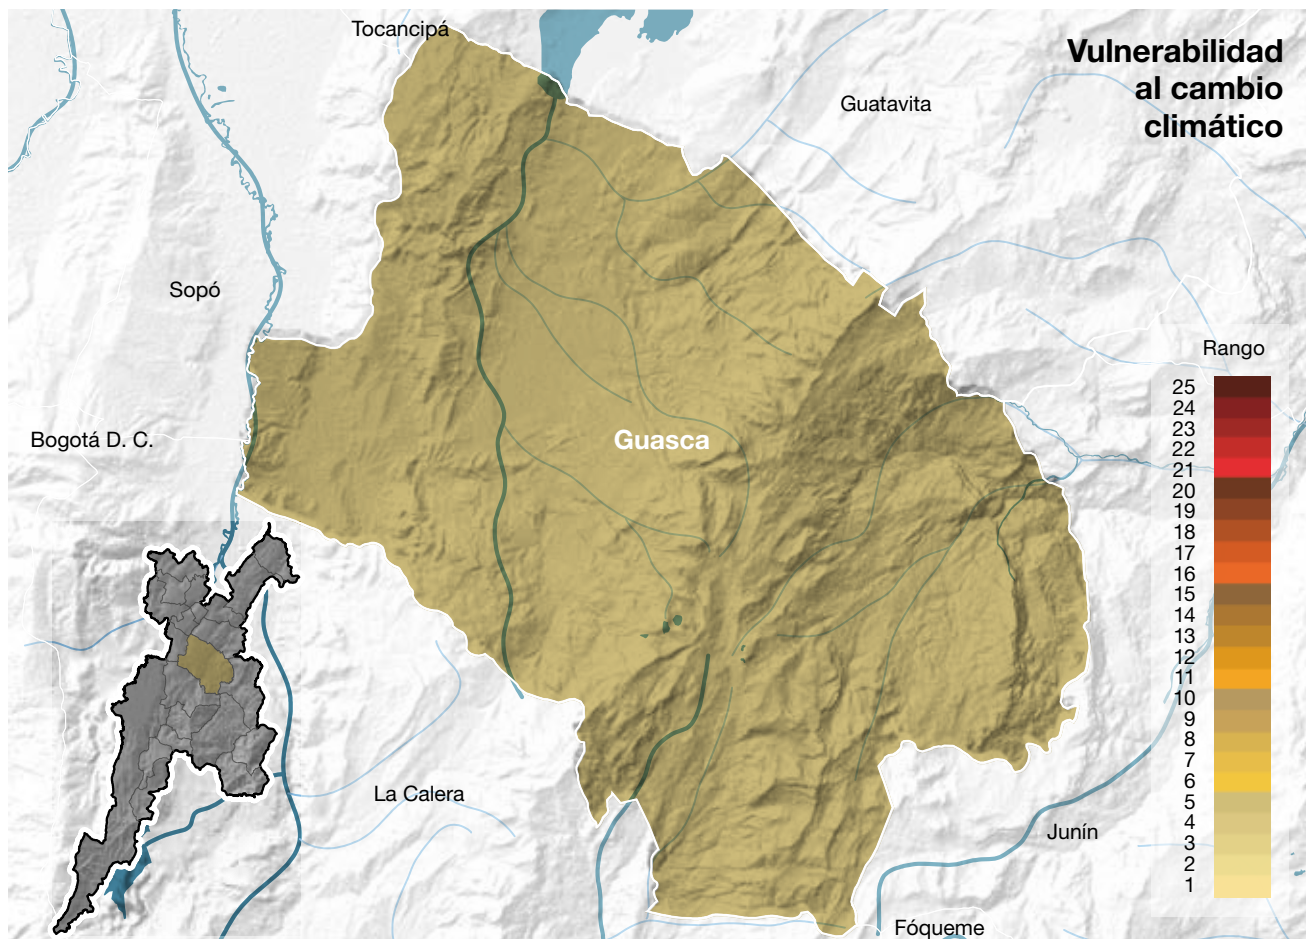 Tocancipá
Vulnerabilidad
al cambio
climático
Guatavita
Sopó
Rango
25
24
23
22
21
20
19
18
17
16
15
14
13
12
11
10
9
8
7
6
5
4
3
2
1
Bogotá D. C.
Guasca
La Calera
Junín
Fóqueme